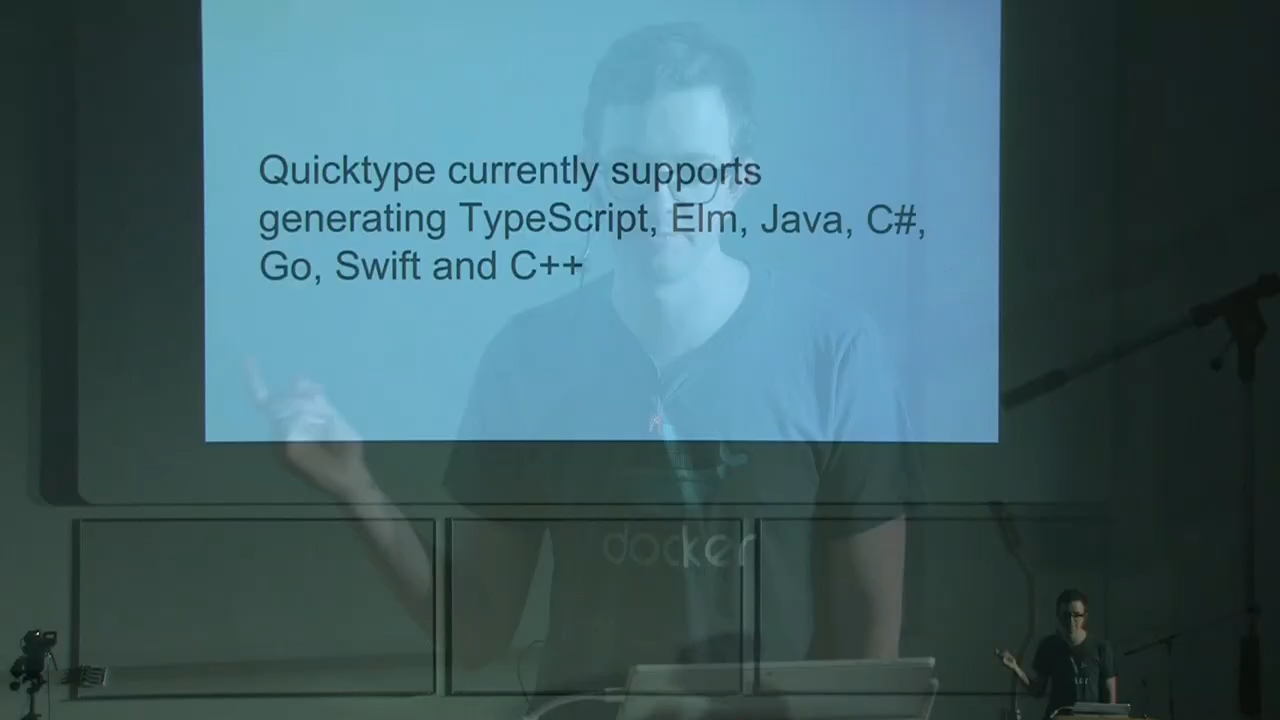 Quicktype currently supports
generating TypeScript, Elm, Java, C#,
Go, Swift and C++
docker